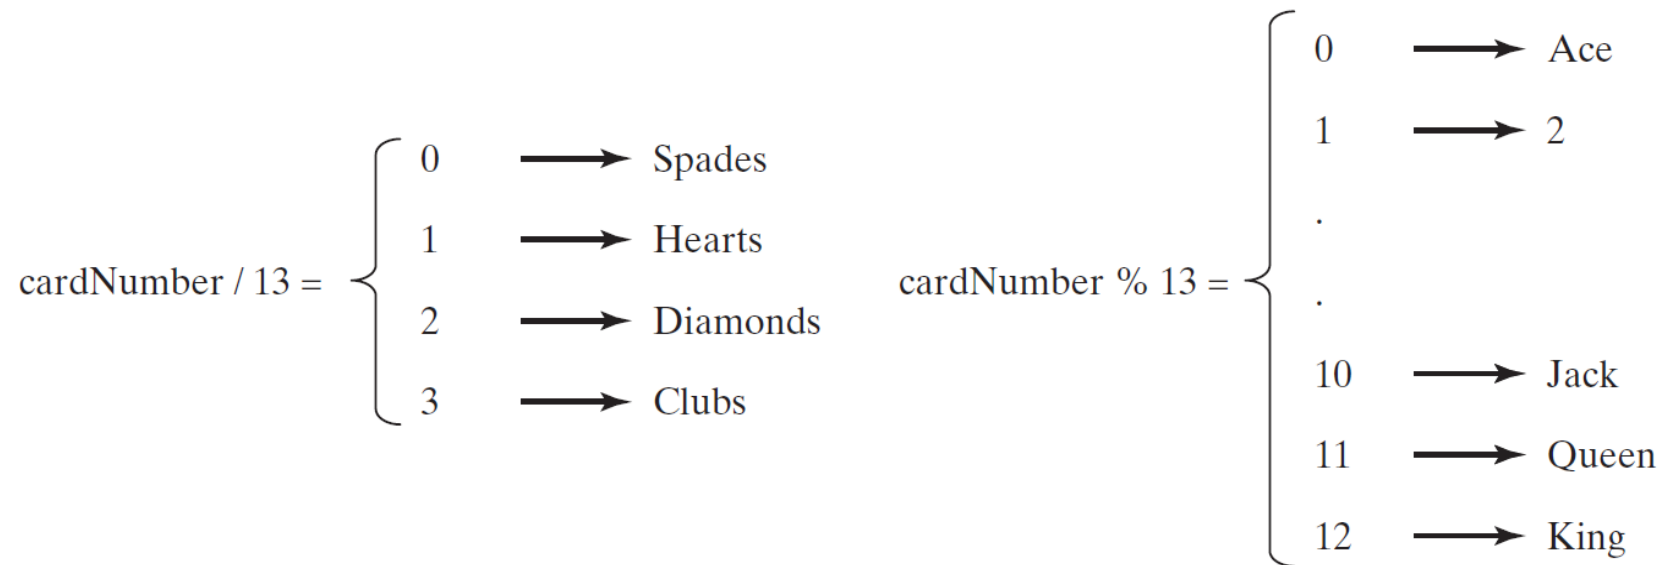 cardNumber / 13 =
0 Spades
1 Hearts
2 Diamonds
3 Clubs
cardNumber % 13 =
0 Ace
1 2
.
.
10 Jack
11 Queen
12 King